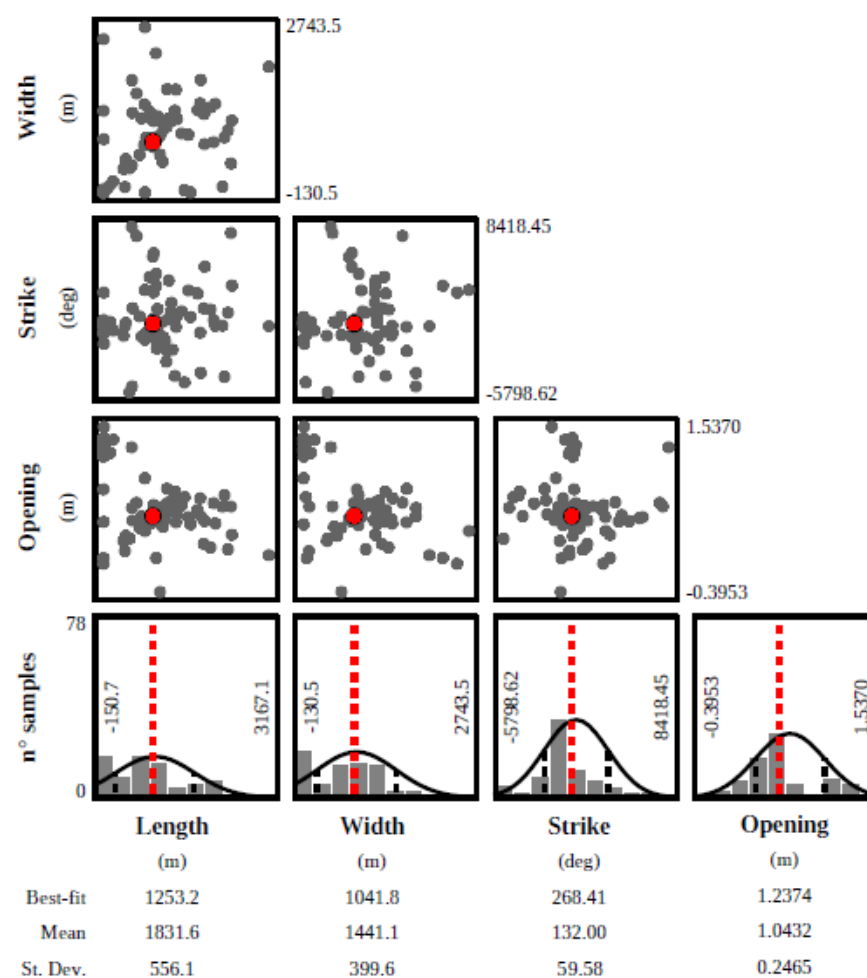 2743.5
Width
(m)
-130.5
8418.45
Strike
(deg)
-5798.62
1.5370
Opening
(m)
-0.3953
78
n° samples
0
-150.7
3167.1
-130.5
2743.5
-5798.62
8418.45
-0.3953
1.5370
Length Width Strike Opening
(m) (m) (deg) (m)
Best-fit 1253.2 1041.8 268.41 1.2374
Mean 1831.6 1441.1 132.00 1.0432
St. Dev. 556.1 399.6 59.58 0.2465